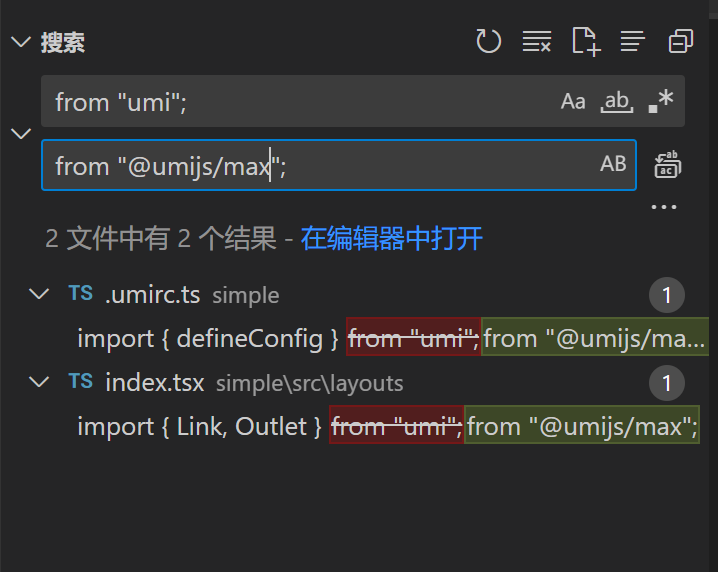 搜索
from "umi"; Aa ab
from "@umijs/max"; AB
2 文件中有 2 个结果 - 在编辑器中打开
TS .umirc.ts simple 1
import { defineConfig } from "umi";from "@umijs/ma...
TS index.tsx simple\src\layouts 1
import { Link, Outlet } from "umi";from "@umijs/max";